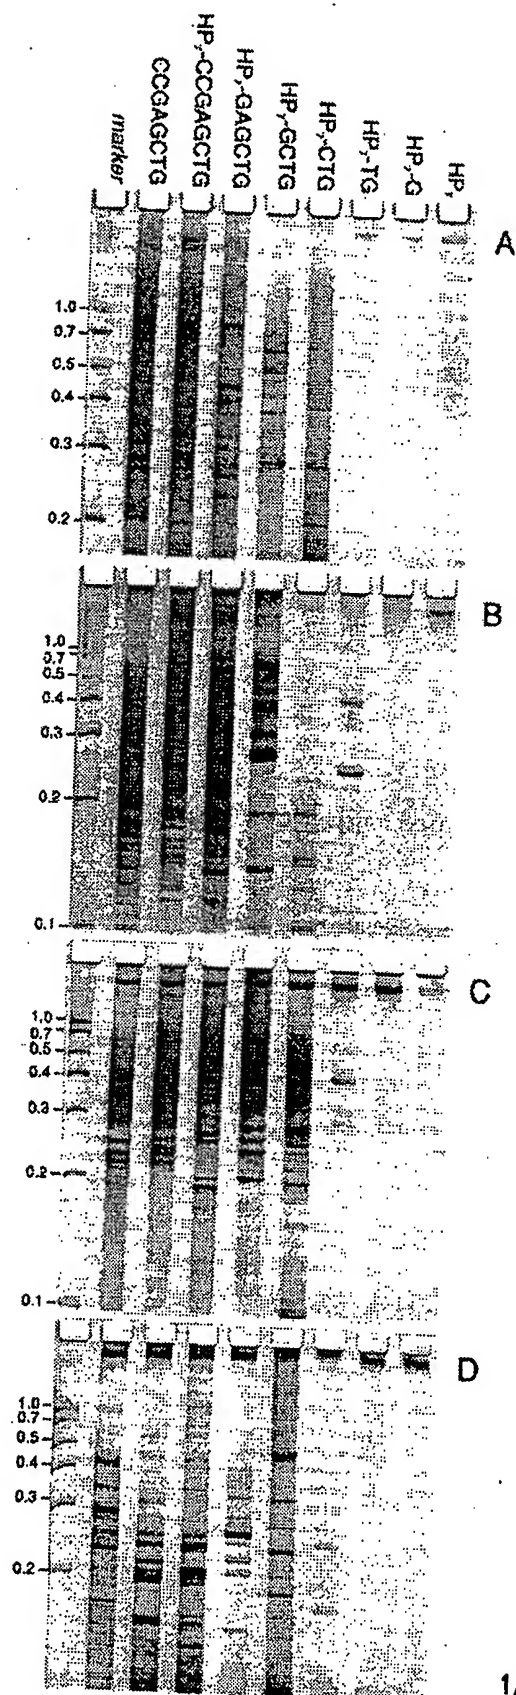 marker
CCGAGCTG
HP,-CCGAGCTG
HP,-GAGCTG
HP,-GCTG
HP,-CTG
HP,-TG
HP,-G
HP,
A
1.0
0.7
0.5
0.4
0.3
0.2
B
1.0
0.7
0.5
0.4
0.3
0.2
0.1
C
1.0
0.7
0.5
0.4
0.3
0.2
0.1
D
1.0
0.7
0.5
0.4
0.3
0.2